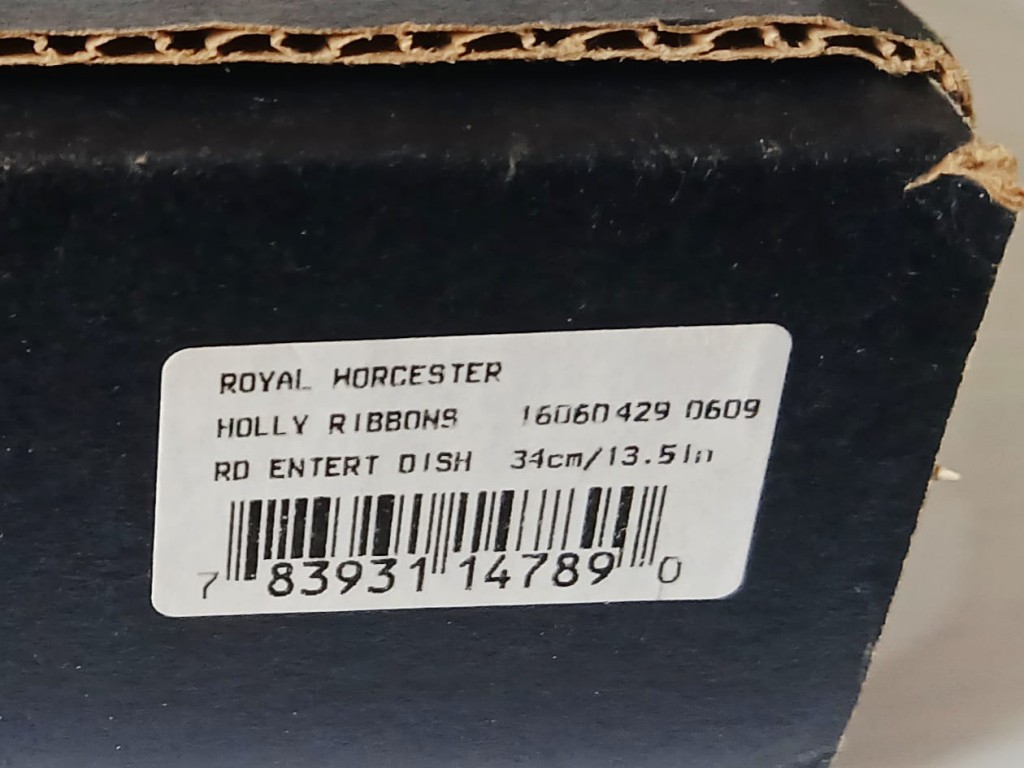 ROYAL WORCESTER
HOLLY RIBBONS 16060429 0609
RD ENTERT DISH 34cm/13.5in
7 83931 14789 0